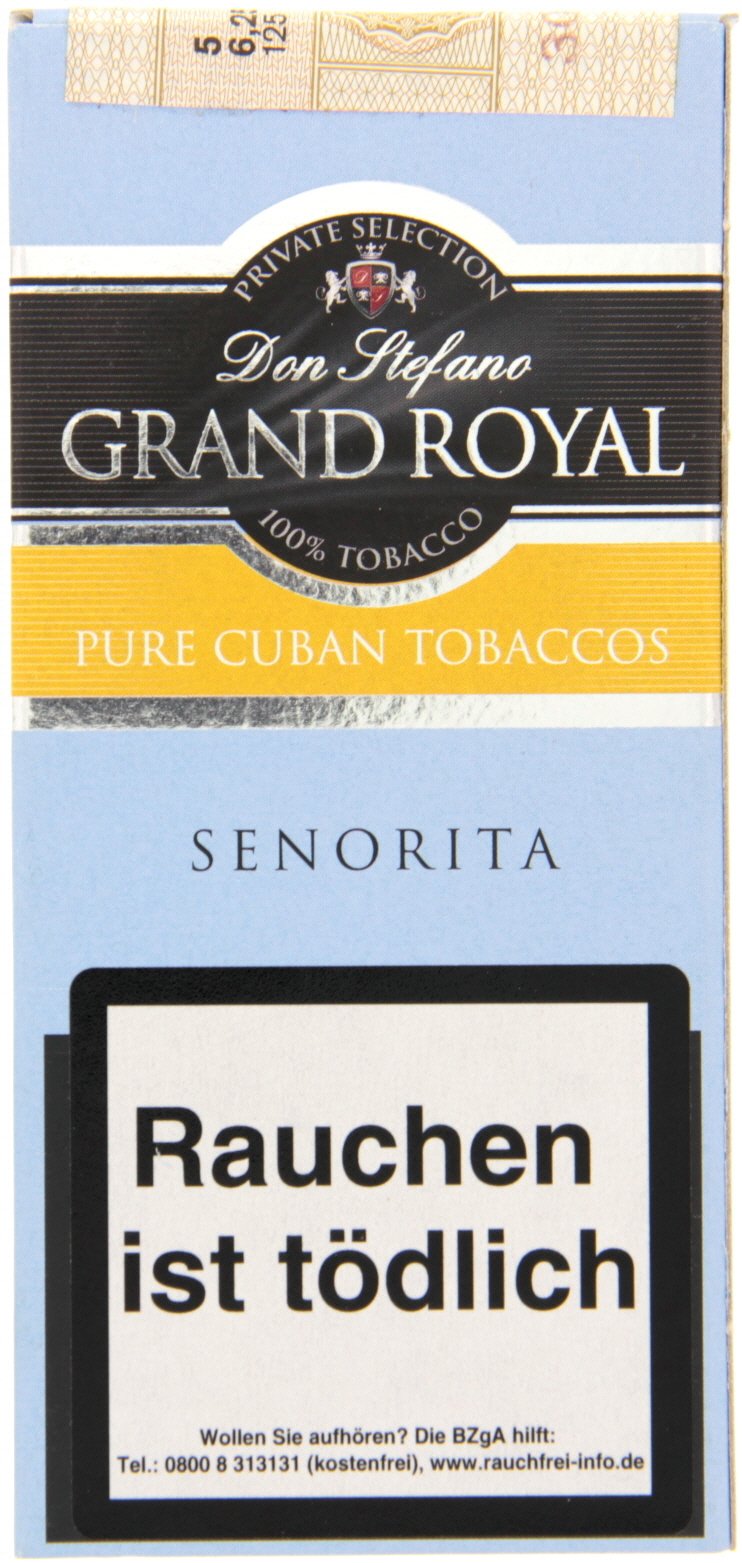 5
6,2
125
PRIVATE SELECTION
Don Stefano
GRAND ROYAL
100% TOBACCO
PURE CUBAN TOBACCOS
SENORITA
Rauchen
ist tödlich
Wollen Sie aufhören? Die BZgA hilft:
Tel.: 0800 8 313131 (kostenfrei), www.rauchfrei-info.de